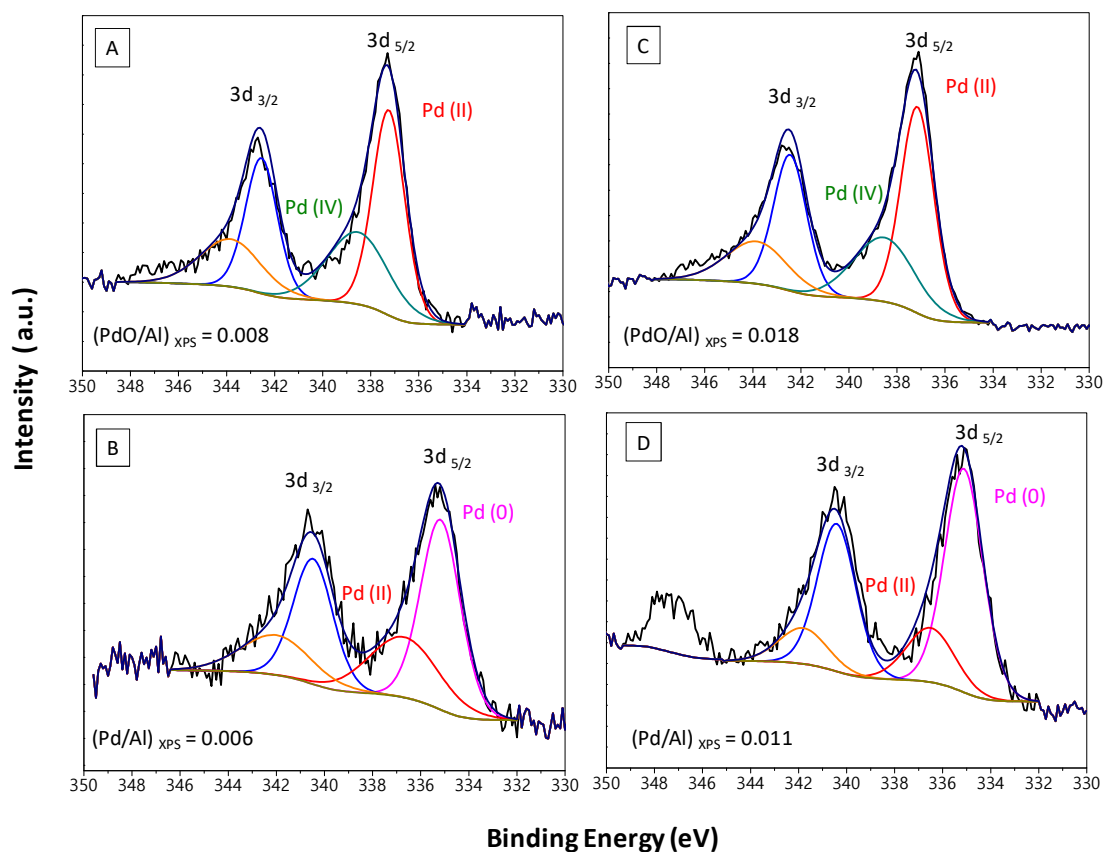 A
3d 5/2
3d 3/2
Pd (II)
Pd (IV)
(PdO/Al) XPS = 0.008
350 348 346 344 342 340 338 336 334 332 330
C
3d 5/2
3d 3/2
Pd (II)
Pd (IV)
(PdO/Al) XPS = 0.018
350 348 346 344 342 340 338 336 334 332 330
B
3d 5/2
3d 3/2
Pd (0)
Pd (II)
(Pd/Al) XPS = 0.006
350 348 346 344 342 340 338 336 334 332 330
D
3d 5/2
3d 3/2
Pd (0)
Pd (II)
(Pd/Al) XPS = 0.011
350 348 346 344 342 340 338 336 334 332 330
Intensity ( a.u.)
Binding Energy (eV)